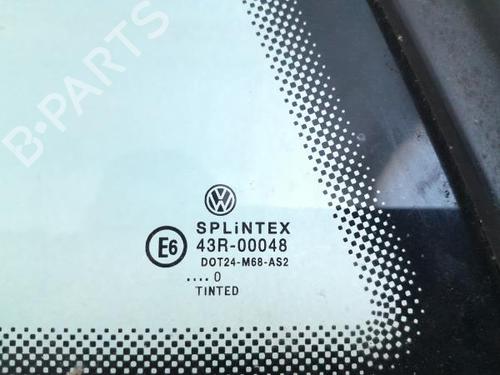 B-PARTS
SPLiNTEX
E6 43R-00048
DOT24-M68-AS2
....0
TINTED